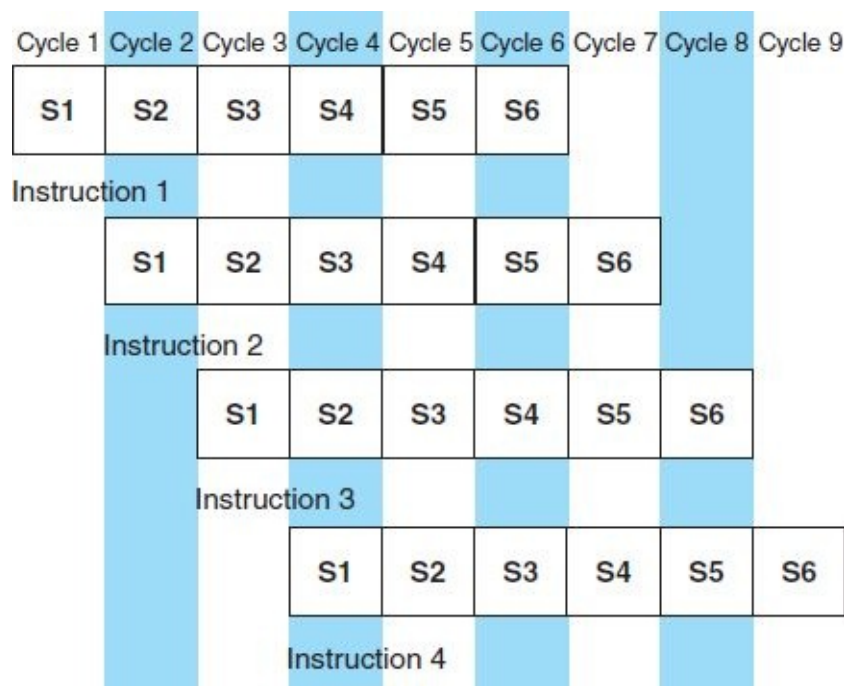 Cycle 1 Cycle 2 Cycle 3 Cycle 4 Cycle 5 Cycle 6 Cycle 7 Cycle 8 Cycle 9
S1 S2 S3 S4 S5 S6
Instruction 1
S1 S2 S3 S4 S5 S6
Instruction 2
S1 S2 S3 S4 S5 S6
Instruction 3
S1 S2 S3 S4 S5 S6
Instruction 4